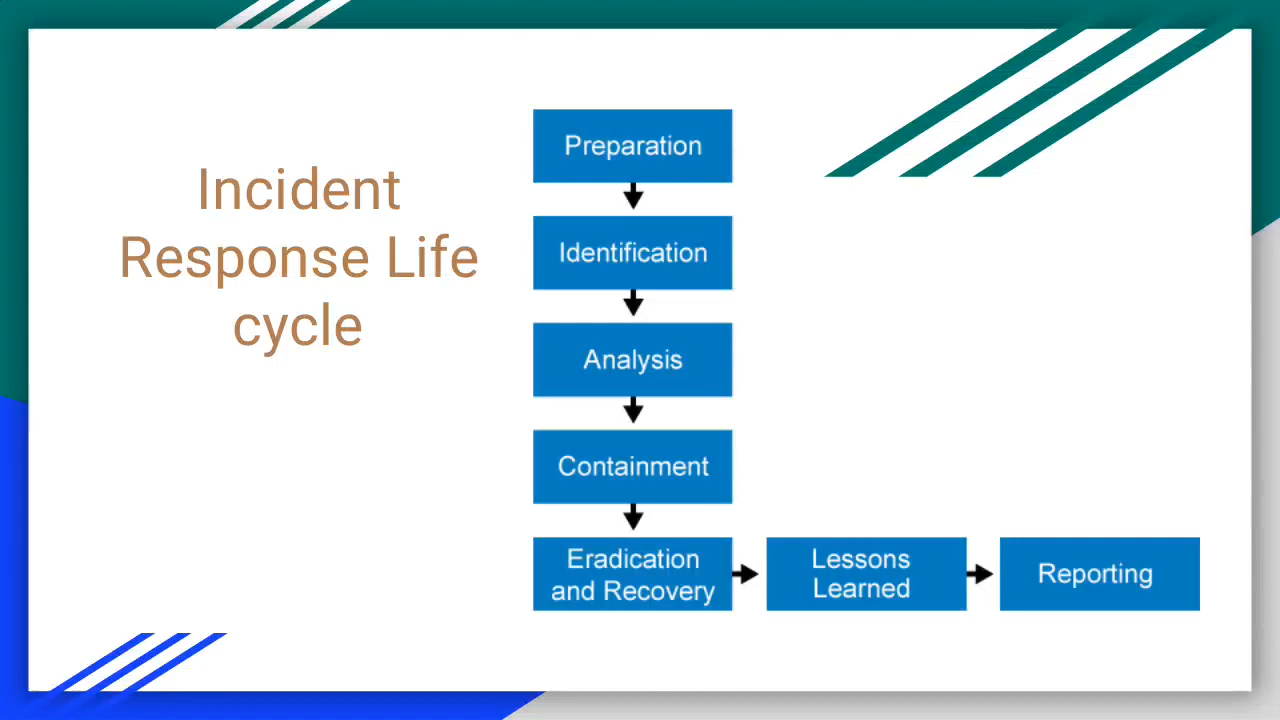 Incident
Response Life
cycle
Preparation
Identification
Analysis
Containment
Eradication
and Recovery
Lessons
Learned
Reporting